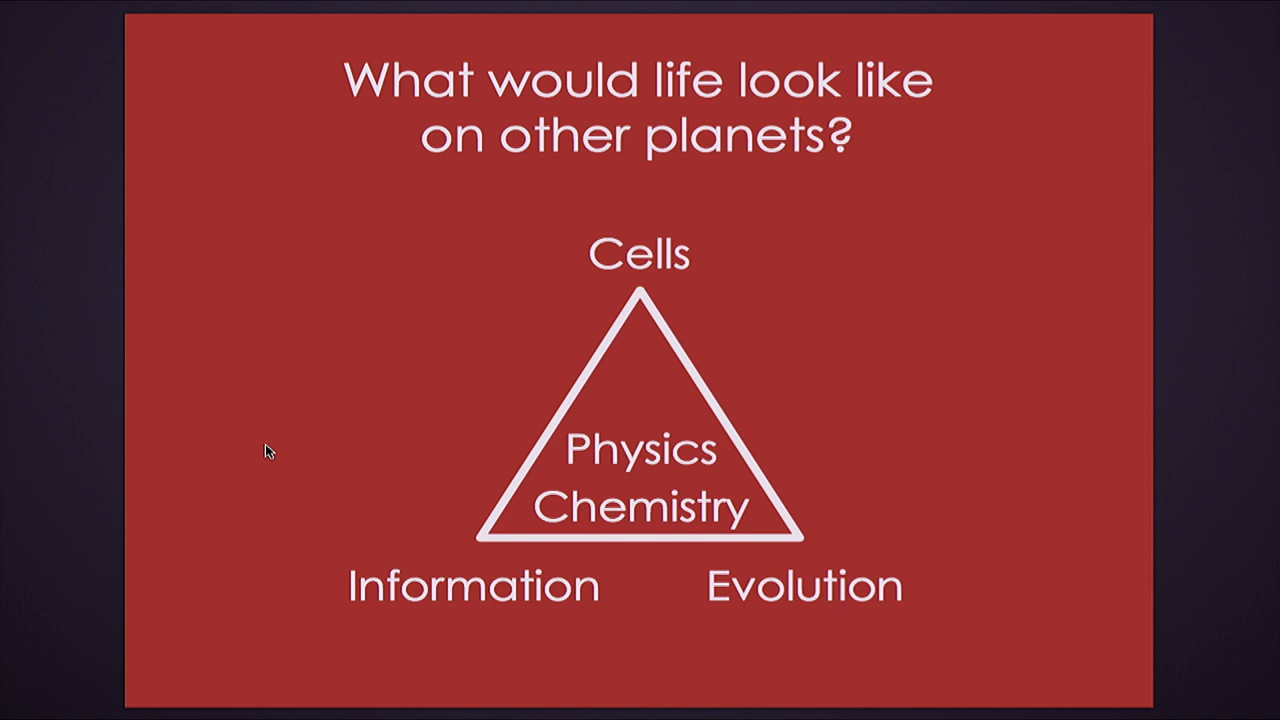 What would life look like
on other planets?
Cells
Physics
Chemistry
Information Evolution